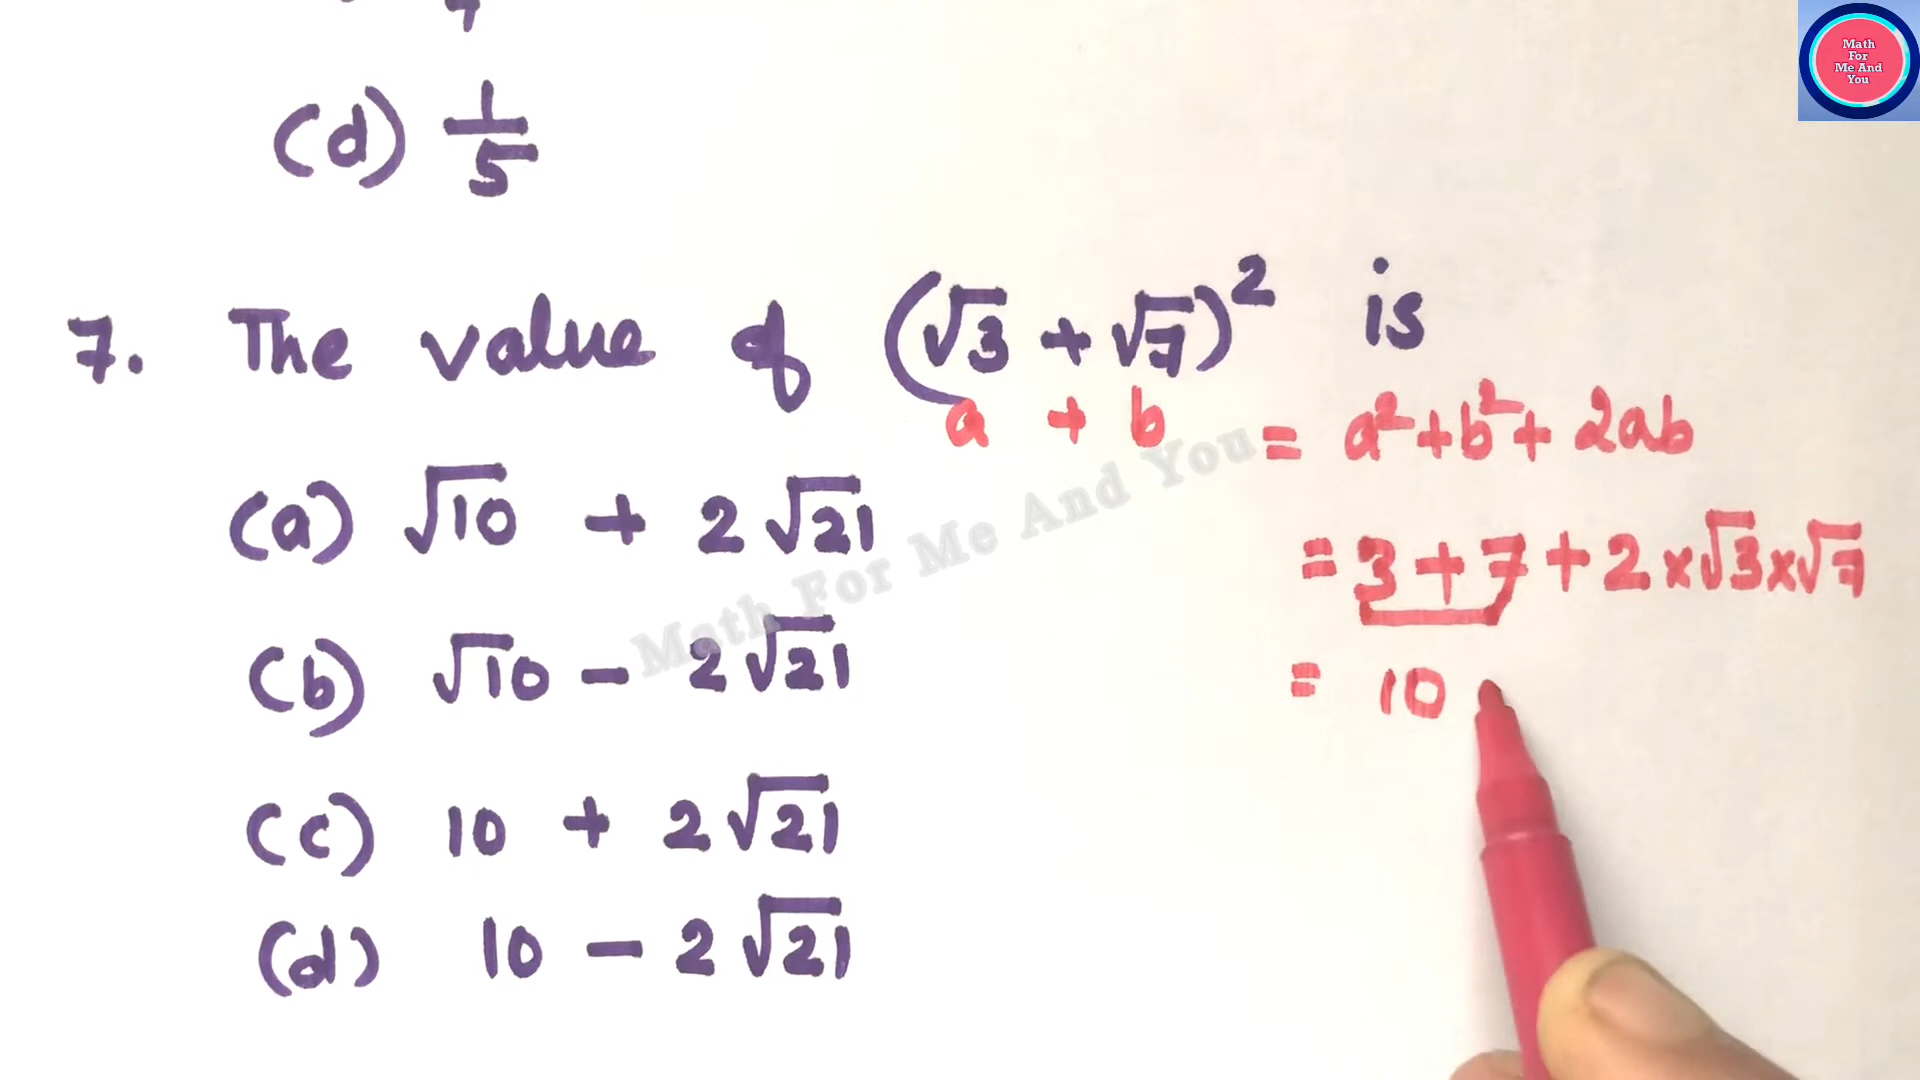 Math
For
Me And
You
(d) 1/5
7. The value of (√3 + √7)² is
a + b = a² + b² + 2ab
(a) √10 + 2√21
= 3 + 7 + 2×√3×√7
(b) √10 − 2√21
= 10
(c) 10 + 2√21
(d) 10 − 2√21
Math For Me And You